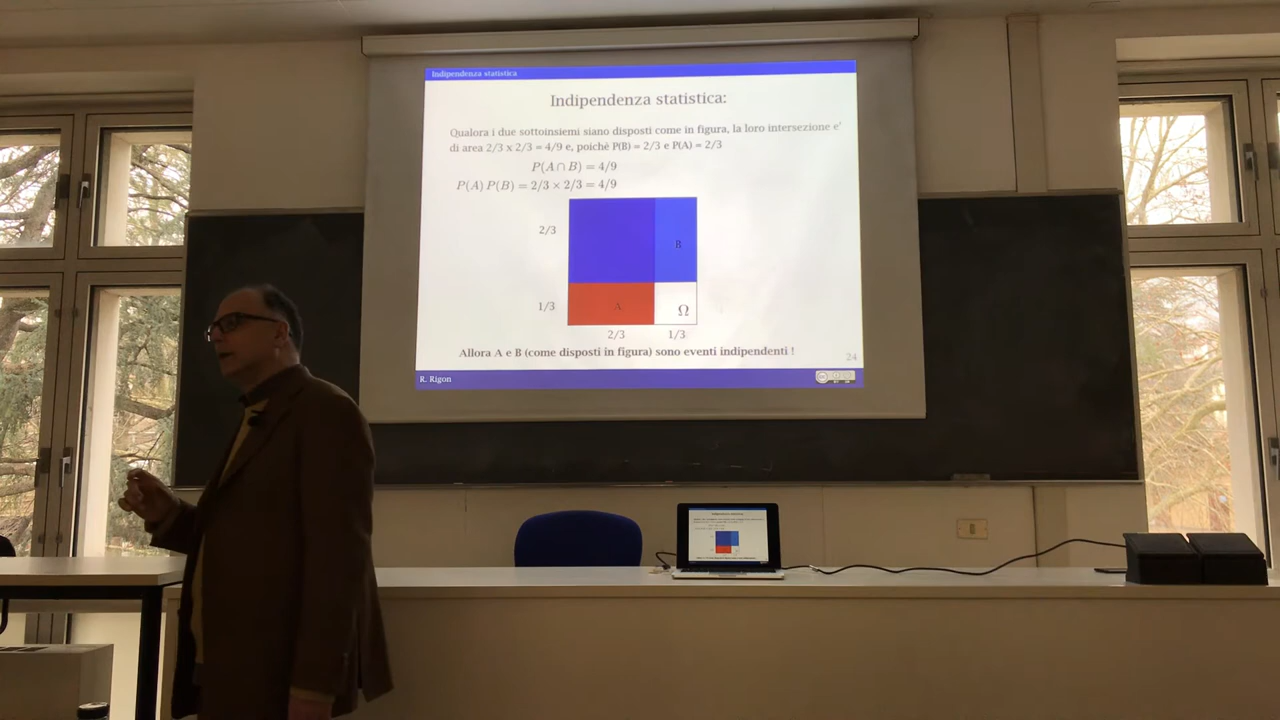 Indipendenza statistica
Indipendenza statistica:
Qualora i due sottoinsiemi siano disposti come in figura, la loro intersezione e'
di area 2/3 x 2/3 = 4/9 e, poichè P(B) = 2/3 e P(A) = 2/3
P(A ∩ B) = 4/9
P(A) P(B) = 2/3 × 2/3 = 4/9
2/3
B
1/3
A
Ω
2/3 1/3
Allora A e B (come disposti in figura) sono eventi indipendenti !
24
R. Rigon